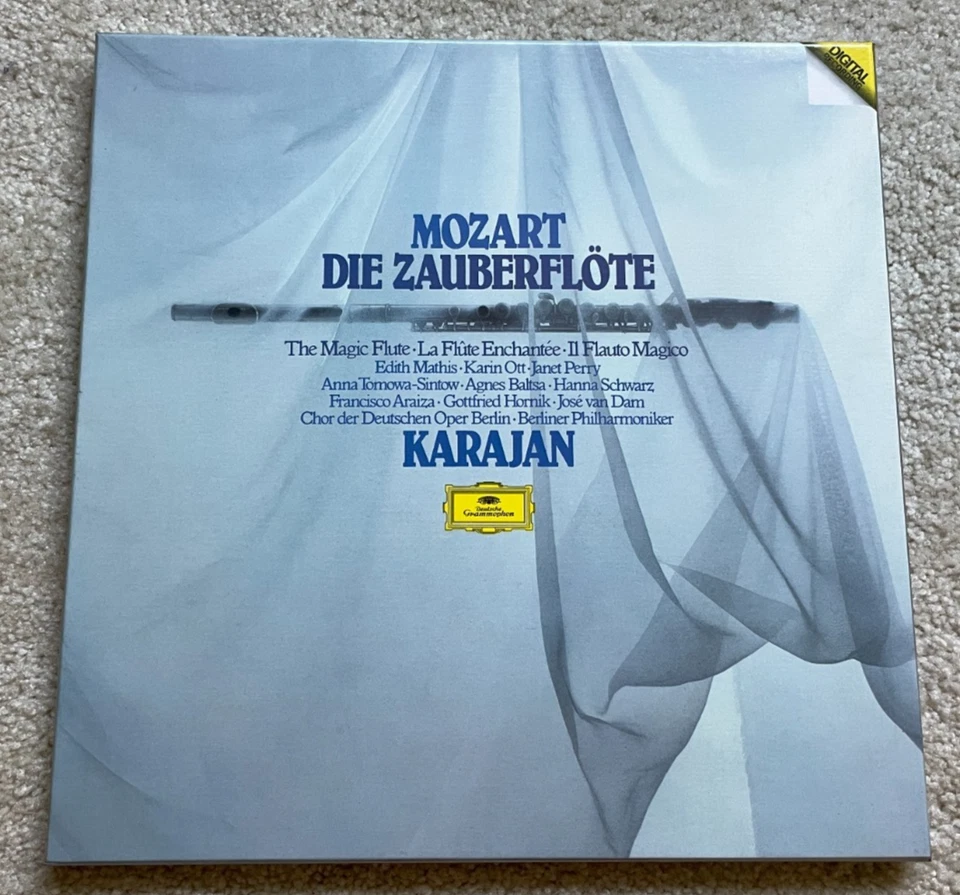 DIGITAL
RECORDING
MOZART
DIE ZAUBERFLÖTE
The Magic Flute · La Flûte Enchantée · Il Flauto Magico
Edith Mathis · Karin Ott · Janet Perry
Anna Tomowa-Sintow · Agnes Baltsa · Hanna Schwarz
Francisco Araiza · Gottfried Hornik · José van Dam
Chor der Deutschen Oper Berlin · Berliner Philharmoniker
KARAJAN
Deutsche
Grammophon